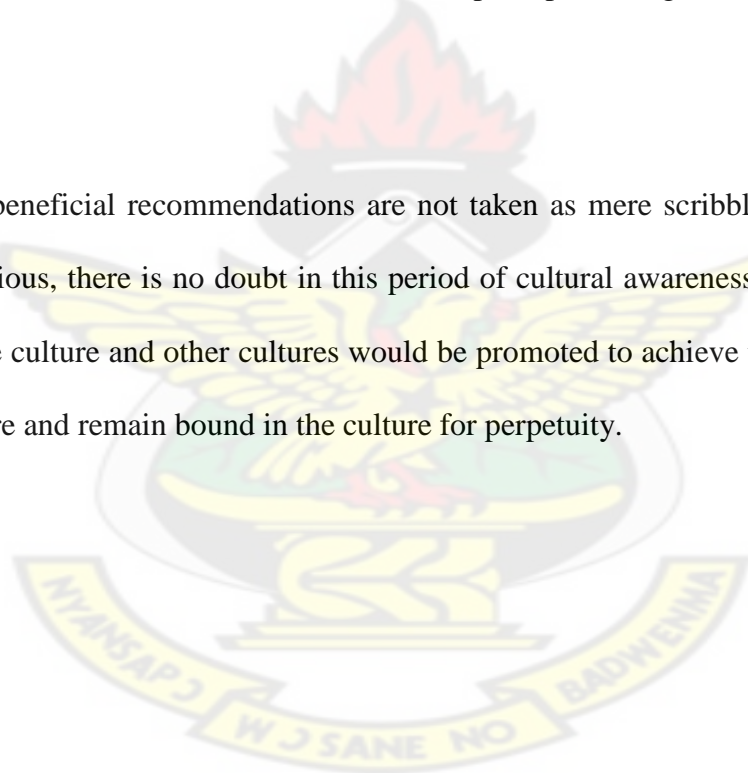 beneficial recommendations are not taken as mere scribbl
ious, there is no doubt in this period of cultural awareness
e culture and other cultures would be promoted to achieve
re and remain bound in the culture for perpetuity.
NYANSAPƆ
WƆSANE NO
BADWENMA